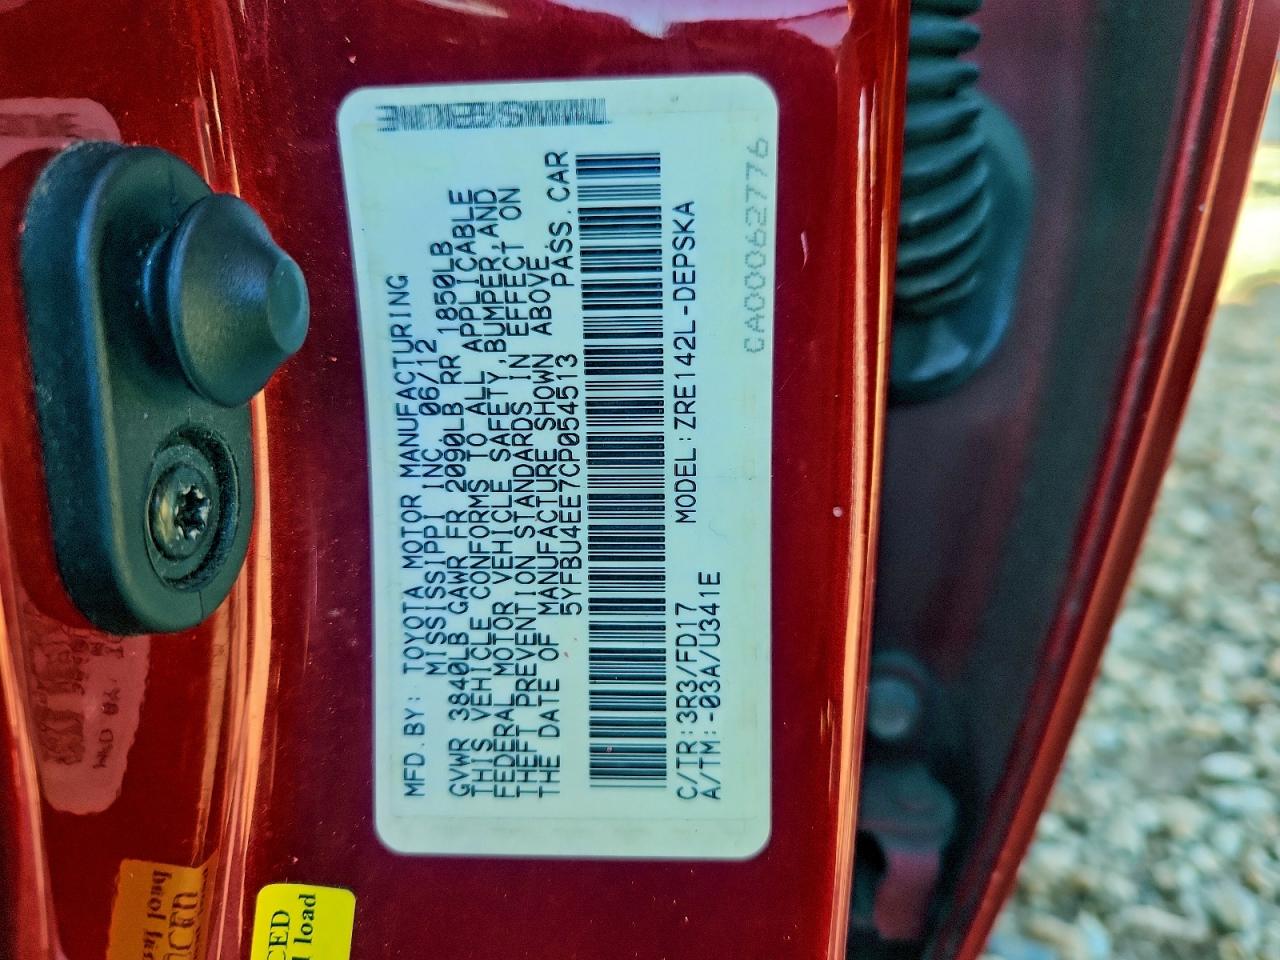 MFD.BY: TOYOTA MOTOR MANUFACTURING
MISSISSIPPI INC. 06/12
GVWR 3840LB GAWR FR 2090LB RR 1850LB
THIS VEHICLE CONFORMS TO ALL APPLICABLE
FEDERAL MOTOR VEHICLE SAFETY,BUMPER,AND
THEFT PREVENTION STANDARDS IN EFFECT ON
THE DATE OF MANUFACTURE SHOWN ABOVE.
5YFBU4EE7CP054513 PASS.CAR
C/TR:3R3/FD17 MODEL:ZRE142L-DEPSKA
A/TM:-03A/U341E
CA00062776
CED
load